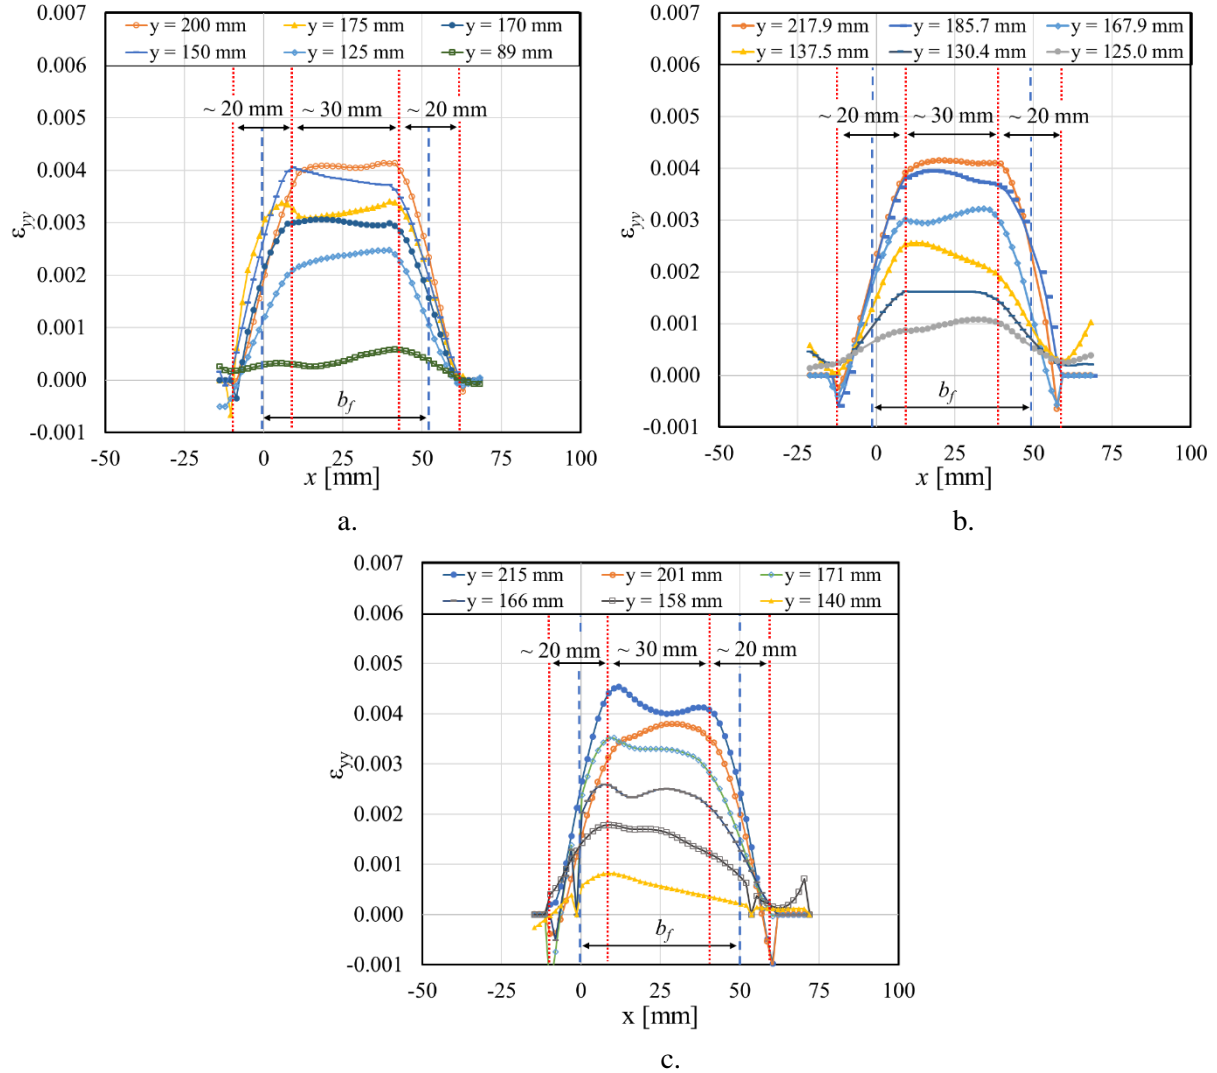 y = 200 mm y = 175 mm y = 170 mm
y = 150 mm y = 125 mm y = 89 mm
0.007
0.006
0.005
0.004
0.003
0.002
0.001
0.000
-0.001
εyy
~ 20 mm ~ 30 mm ~ 20 mm
bf
-50 -25 0 25 50 75 100
x [mm]
a.
y = 217.9 mm y = 185.7 mm y = 167.9 mm
y = 137.5 mm y = 130.4 mm y = 125.0 mm
0.007
0.006
0.005
0.004
0.003
0.002
0.001
0.000
-0.001
εyy
~ 20 mm ~ 30 mm ~ 20 mm
bf
-50 -25 0 25 50 75 100
x [mm]
b.
y = 215 mm y = 201 mm y = 171 mm
y = 166 mm y = 158 mm y = 140 mm
0.007
0.006
0.005
0.004
0.003
0.002
0.001
0.000
-0.001
εyy
~ 20 mm ~ 30 mm ~ 20 mm
bf
-50 -25 0 25 50 75 100
x [mm]
c.